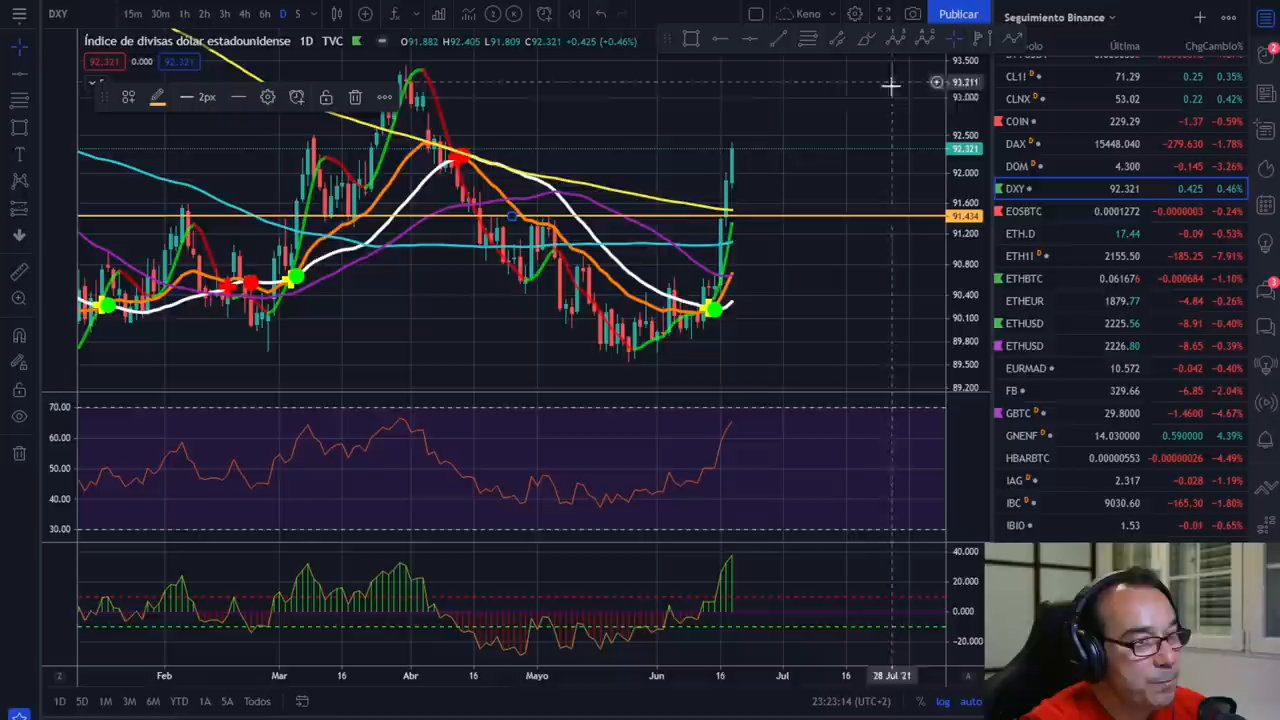 DXY 15m 30m 1h 2h 3h 4h 6h D S Keno Publicar
Índice de divisas dólar estadounidense 1D TVC O91.882 H92.405 L91.809 C92.321 +0.425 (+0.46%)
92.321 0.000 92.321
2px
93.500
93.211
93.000
92.500
92.321
92.000
91.600
91.434
91.200
90.800
90.400
90.100
89.800
89.500
89.200
70.00
60.00
50.00
40.00
30.00
40.000
20.000
0.000
-20.000
Z Feb Mar 16 Abr 16 Mayo Jun 16 Jul 16 28 Jul '21 A
1D 5D 1M 3M 6M YTD 1A 5A Todos 23:23:14 (UTC+2) % log auto
Seguimiento Binance
Última Chg Cambio%
CL1! D 71.29 0.25 0.35%
CLNX D 53.02 0.22 0.42%
COIN 229.29 -1.37 -0.59%
DAX D 15448.040 -279.630 -1.78%
DOM D 4.300 -0.145 -3.26%
DXY 92.321 0.425 0.46%
EOSBTC 0.0001272 -0.0000003 -0.24%
ETH.D 17.44 -0.09 -0.53%
ETH1! D 2155.50 -185.25 -7.91%
ETHBTC 0.061676 -0.000684 -1.10%
ETHEUR 1879.77 -4.84 -0.26%
ETHUSD 2225.56 -8.91 -0.40%
ETHUSD 2226.80 -8.65 -0.39%
EURMAD 10.572 -0.042 -0.40%
FB 329.66 -6.85 -2.04%
GBTC D 29.8000 -1.4600 -4.67%
GNENF D 14.030000 0.590000 4.39%
HBARBTC 0.00000553 -0.00000026 -4.49%
IAG D 2.317 -0.028 -1.19%
IBC D 9030.60 -165.30 -1.80%
IBIO 1.53 -0.01 -0.65%
2
3